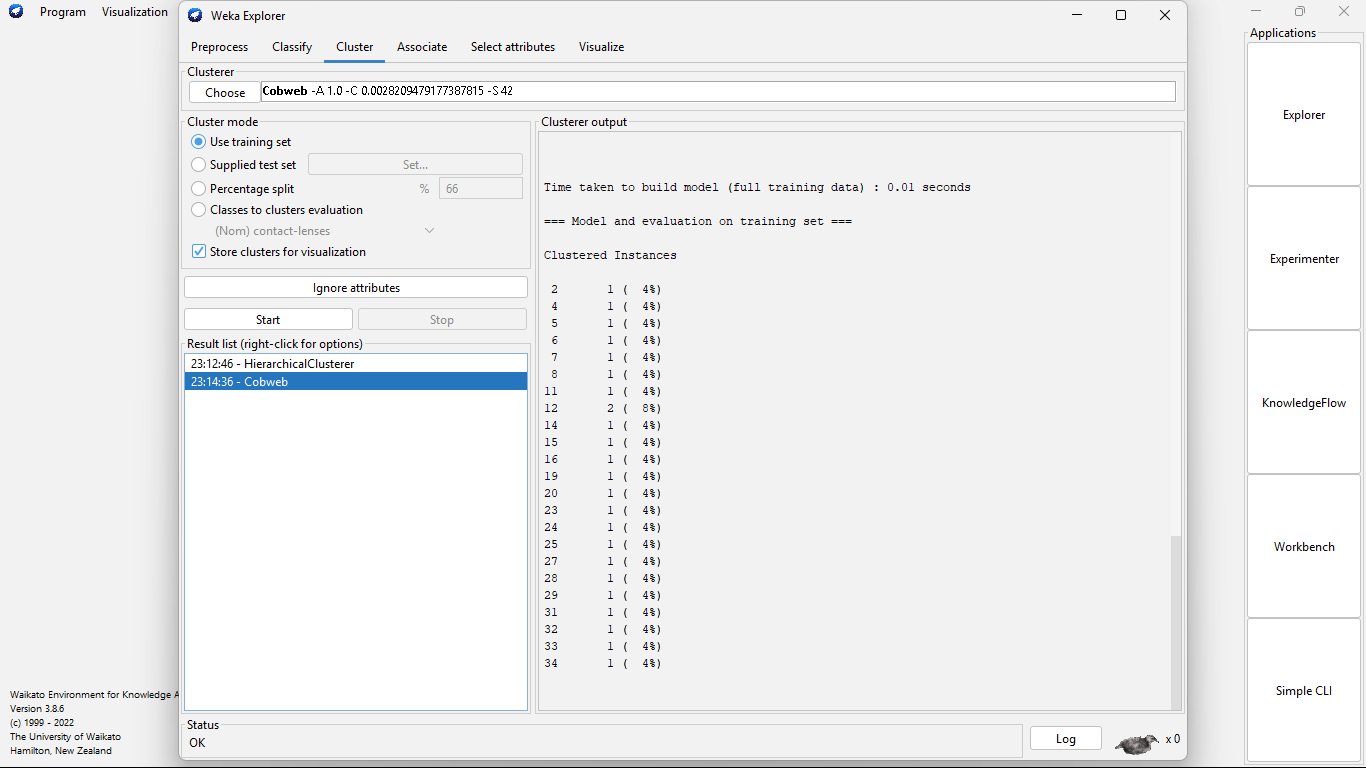 Program Visualization
Weka Explorer
Preprocess Classify Cluster Associate Select attributes Visualize
Clusterer
Choose Cobweb -A 1.0 -C 0.0028209479177387815 -S 42
Cluster mode
Use training set
Supplied test set Set...
Percentage split % 66
Classes to clusters evaluation
(Nom) contact-lenses
Store clusters for visualization
Ignore attributes
Start Stop
Result list (right-click for options)
23:12:46 - HierarchicalClusterer
23:14:36 - Cobweb
Clusterer output
Time taken to build model (full training data) : 0.01 seconds
=== Model and evaluation on training set ===
Clustered Instances
2 1 ( 4%)
4 1 ( 4%)
5 1 ( 4%)
6 1 ( 4%)
7 1 ( 4%)
8 1 ( 4%)
11 1 ( 4%)
12 2 ( 8%)
14 1 ( 4%)
15 1 ( 4%)
16 1 ( 4%)
19 1 ( 4%)
20 1 ( 4%)
23 1 ( 4%)
24 1 ( 4%)
25 1 ( 4%)
27 1 ( 4%)
28 1 ( 4%)
29 1 ( 4%)
31 1 ( 4%)
32 1 ( 4%)
33 1 ( 4%)
34 1 ( 4%)
Status
OK
Log x 0
Waikato Environment for Knowledge A
Version 3.8.6
(c) 1999 - 2022
The University of Waikato
Hamilton, New Zealand
Applications
Explorer
Experimenter
KnowledgeFlow
Workbench
Simple CLI